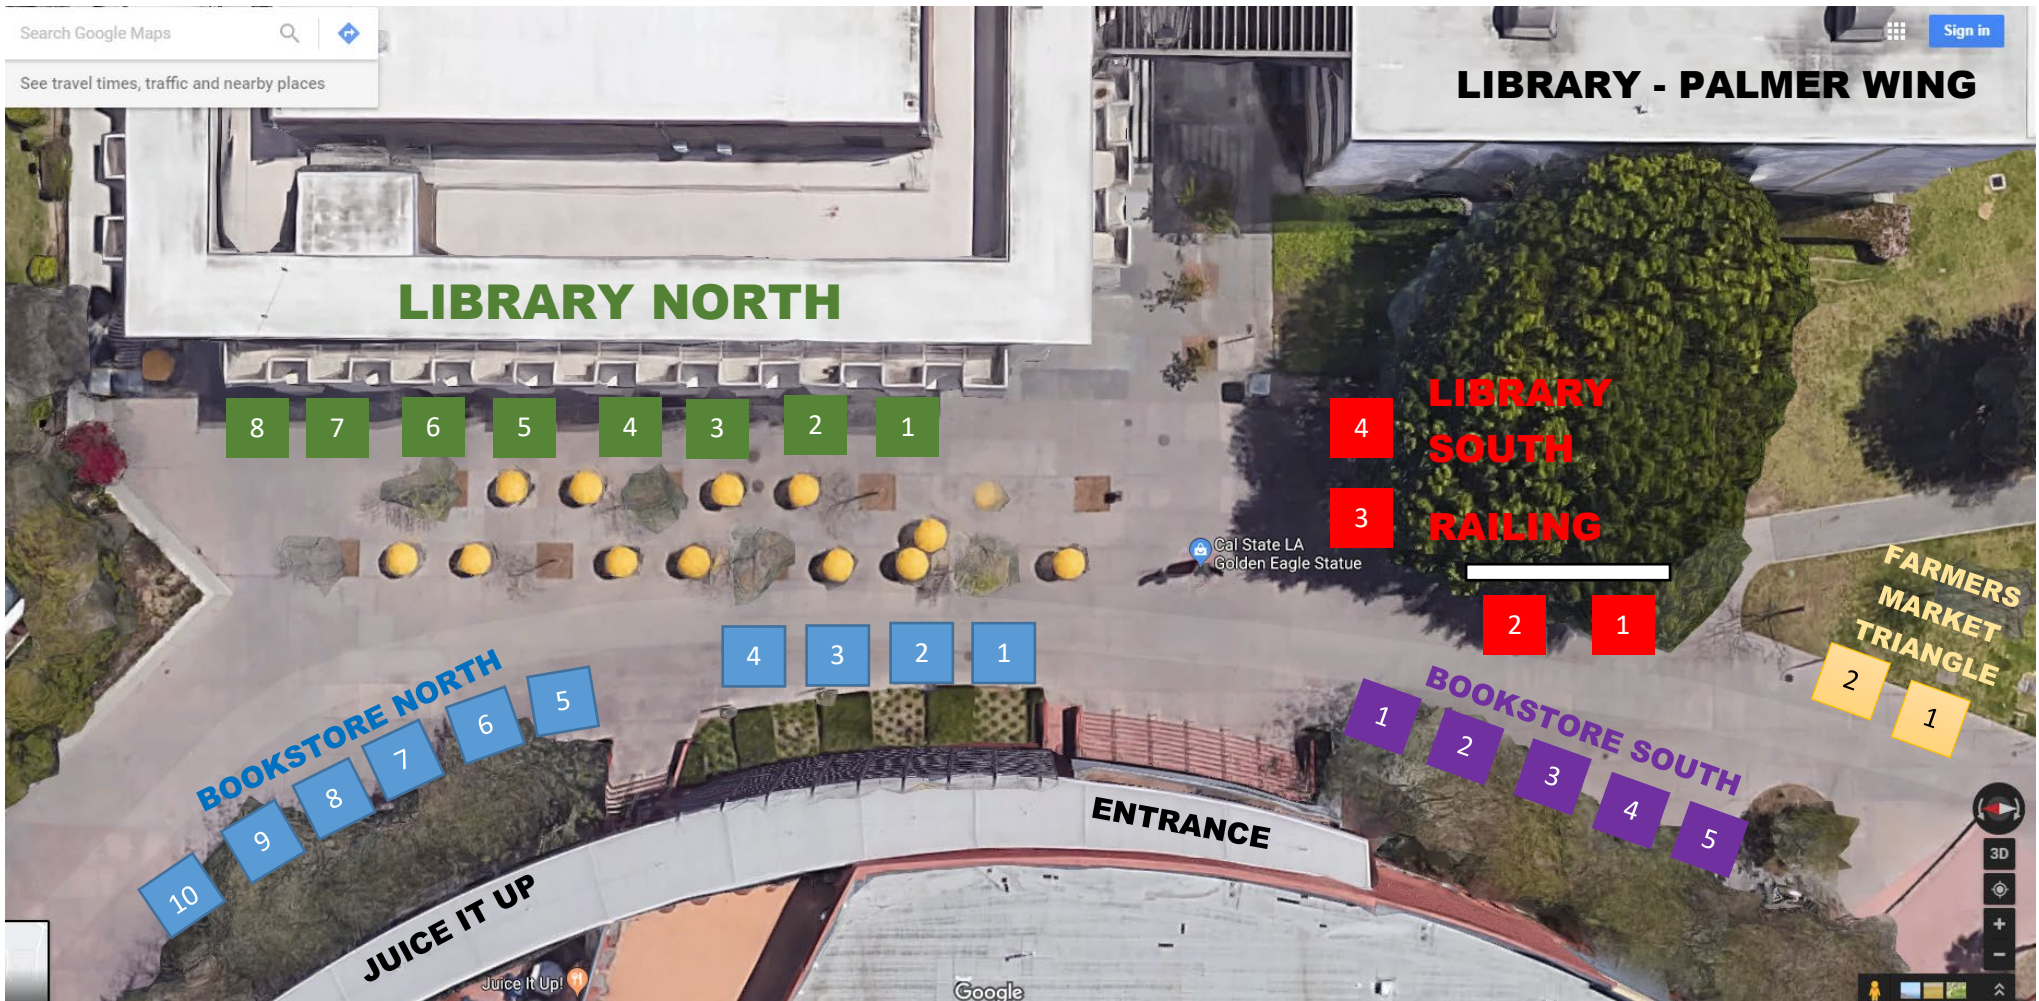 Search Google Maps
Sign in
See travel times, traffic and nearby places
LIBRARY - PALMER WING
LIBRARY NORTH
8 7 6 5 4 3 2 1
4
LIBRARY
SOUTH
3
RAILING
Cal State LA
Golden Eagle Statue
2 1
FARMERS
MARKET
TRIANGLE
2 1
4 3 2 1
BOOKSTORE NORTH
10 9 8 7 6 5
BOOKSTORE SOUTH
1 2 3 4 5
ENTRANCE
JUICE IT UP
Juice It Up!
Google
3D